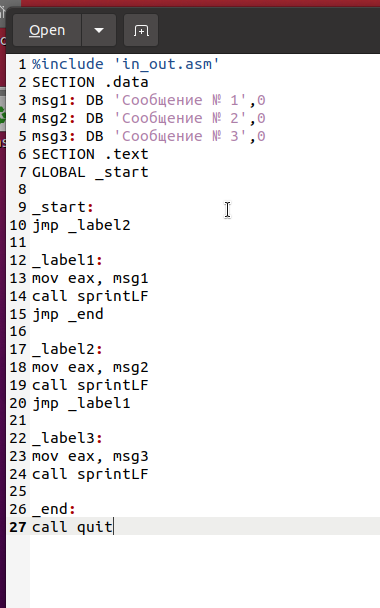 Open
1 %include 'in_out.asm'
2 SECTION .data
3 msg1: DB 'Сообщение № 1',0
4 msg2: DB 'Сообщение № 2',0
5 msg3: DB 'Сообщение № 3',0
6 SECTION .text
7 GLOBAL _start
8
9 _start:
10 jmp _label2
11
12 _label1:
13 mov eax, msg1
14 call sprintLF
15 jmp _end
16
17 _label2:
18 mov eax, msg2
19 call sprintLF
20 jmp _label1
21
22 _label3:
23 mov eax, msg3
24 call sprintLF
25
26 _end:
27 call quit